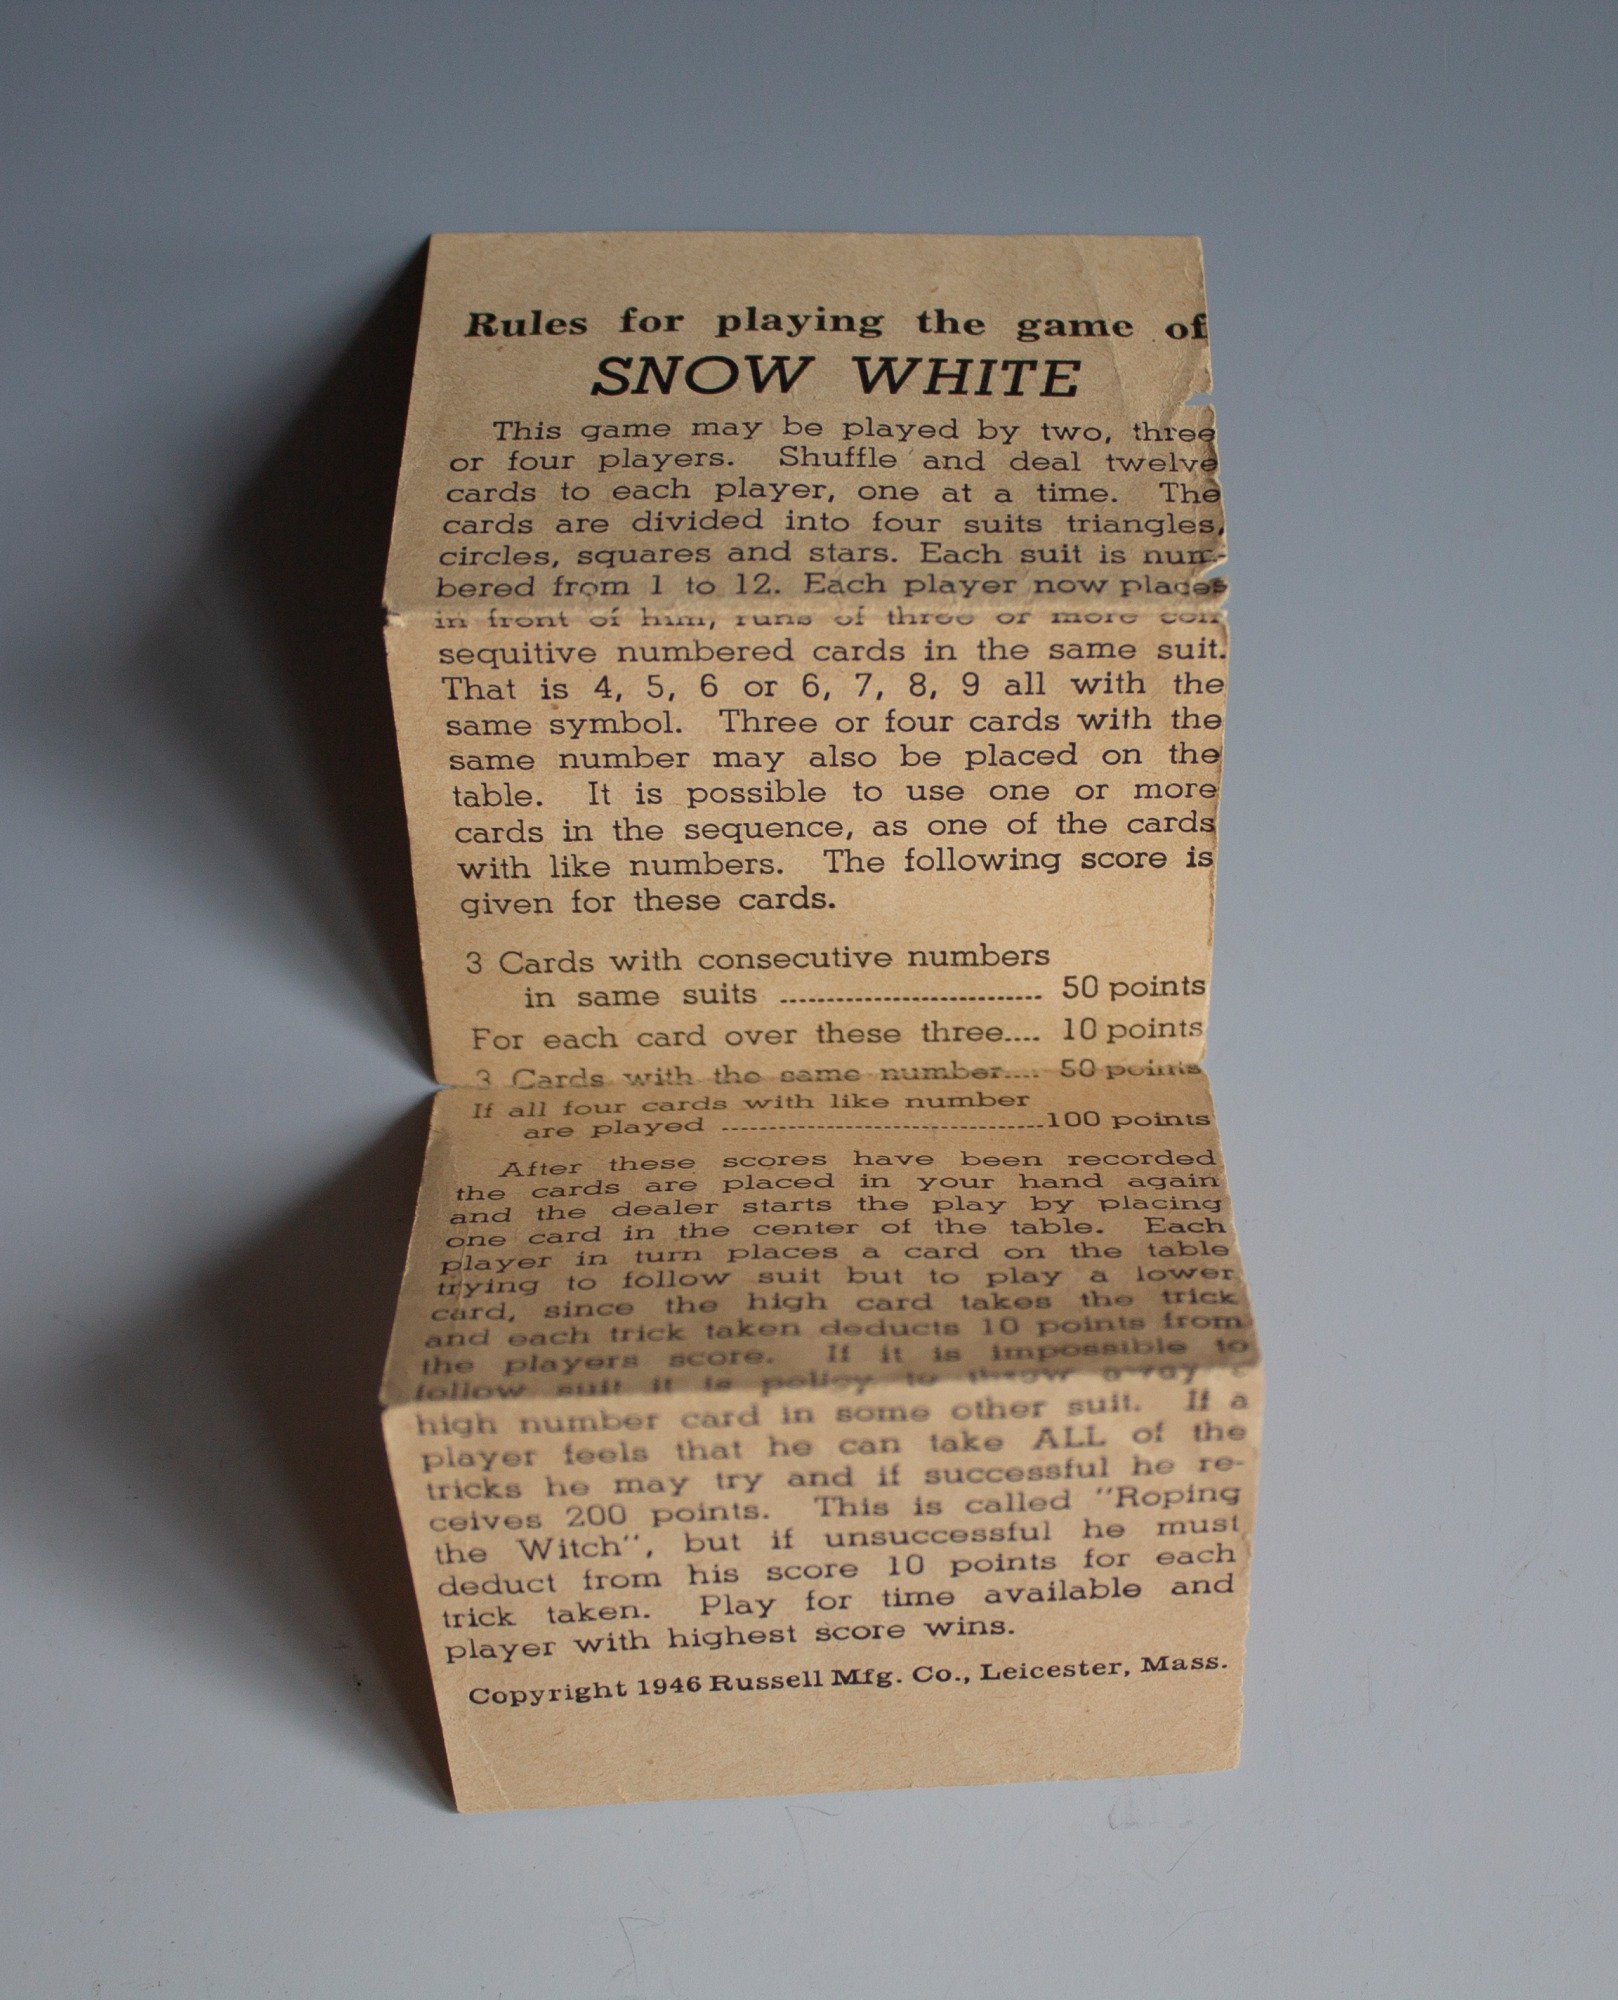 Rules for playing the game of
SNOW WHITE
This game may be played by two, three
or four players. Shuffle and deal twelve
cards to each player, one at a time. The
cards are divided into four suits triangles,
circles, squares and stars. Each suit is num-
bered from 1 to 12. Each player now places
in front of him, runs of three or more con
sequitive numbered cards in the same suit.
That is 4, 5, 6 or 6, 7, 8, 9 all with the
same symbol. Three or four cards with the
same number may also be placed on the
table. It is possible to use one or more
cards in the sequence, as one of the cards
with like numbers. The following score is
given for these cards.
3 Cards with consecutive numbers
in same suits ............................ 50 points
For each card over these three.... 10 points
3 Cards with the same number.... 50 points
If all four cards with like number
are played ..................................100 points
After these scores have been recorded
the cards are placed in your hand again
and the dealer starts the play by placing
one card in the center of the table. Each
player in turn places a card on the table
trying to follow suit but to play a lower
card, since the high card takes the trick
and each trick taken deducts 10 points from
the players score. If it is impossible to
follow suit it is policy to throw away a
high number card in some other suit. If a
player feels that he can take ALL of the
tricks he may try and if successful he re-
ceives 200 points. This is called "Roping
the Witch", but if unsuccessful he must
deduct from his score 10 points for each
trick taken. Play for time available and
player with highest score wins.
Copyright 1946 Russell Mfg. Co., Leicester, Mass.